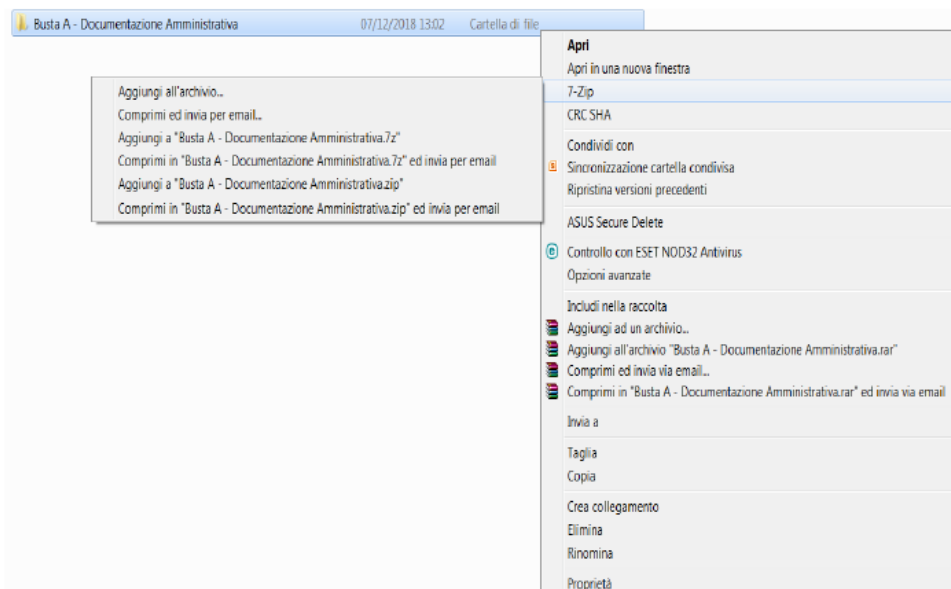 Busta A - Documentazione Amministrativa 07/12/2018 13:02 Cartella di file
Aggiungi all'archivio...
Comprimi ed invia per email...
Aggiungi a "Busta A - Documentazione Amministrativa.7z"
Comprimi in "Busta A - Documentazione Amministrativa.7z" ed invia per email
Aggiungi a "Busta A - Documentazione Amministrativa.zip"
Comprimi in "Busta A - Documentazione Amministrativa.zip" ed invia per email
Apri
Apri in una nuova finestra
7-Zip
CRC SHA
Condividi con
Sincronizzazione cartella condivisa
Ripristina versioni precedenti
ASUS Secure Delete
Controllo con ESET NOD32 Antivirus
Opzioni avanzate
Includi nella raccolta
Aggiungi ad un archivio...
Aggiungi all'archivio "Busta A - Documentazione Amministrativa.rar"
Comprimi ed invia via email...
Comprimi in "Busta A - Documentazione Amministrativa.rar" ed invia via email
Invia a
Taglia
Copia
Crea collegamento
Elimina
Rinomina
Proprietà